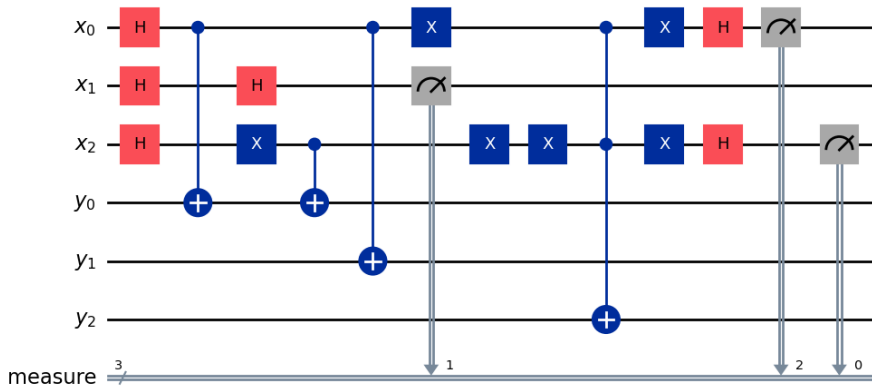 x₀ H X X H
x₁ H H
x₂ H X X X X H
y₀
y₁
y₂
measure 3 1 2 0